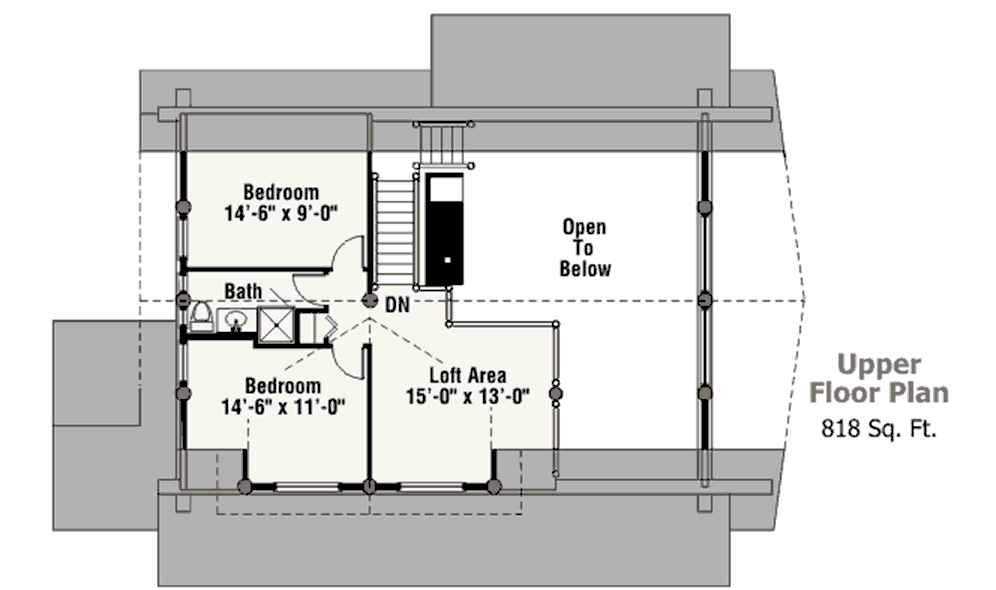 Bedroom
14'-6" x 9'-0"
Open
To
Below
Bath
DN
Bedroom
14'-6" x 11'-0"
Loft Area
15'-0" x 13'-0"
Upper
Floor Plan
818 Sq. Ft.